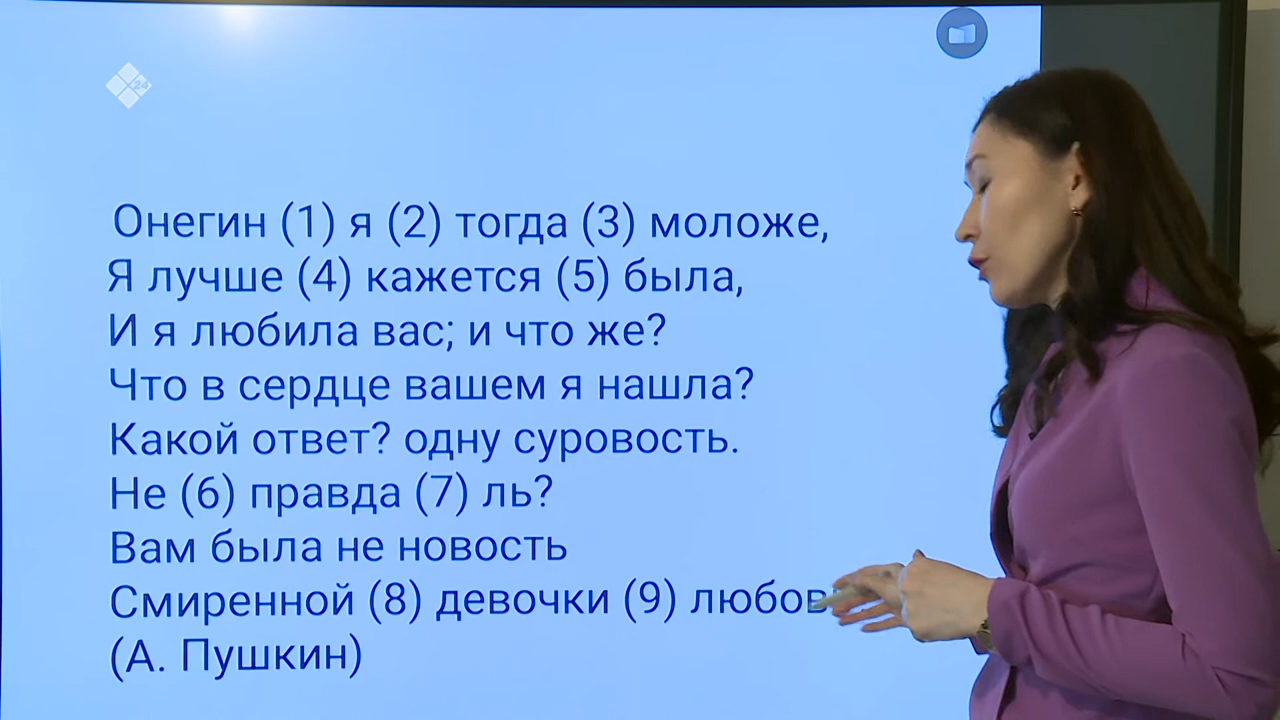 24
Онегин (1) я (2) тогда (3) моложе,
Я лучше (4) кажется (5) была,
И я любила вас; и что же?
Что в сердце вашем я нашла?
Какой ответ? одну суровость.
Не (6) правда (7) ль?
Вам была не новость
Смиренной (8) девочки (9)
(А. Пушкин)